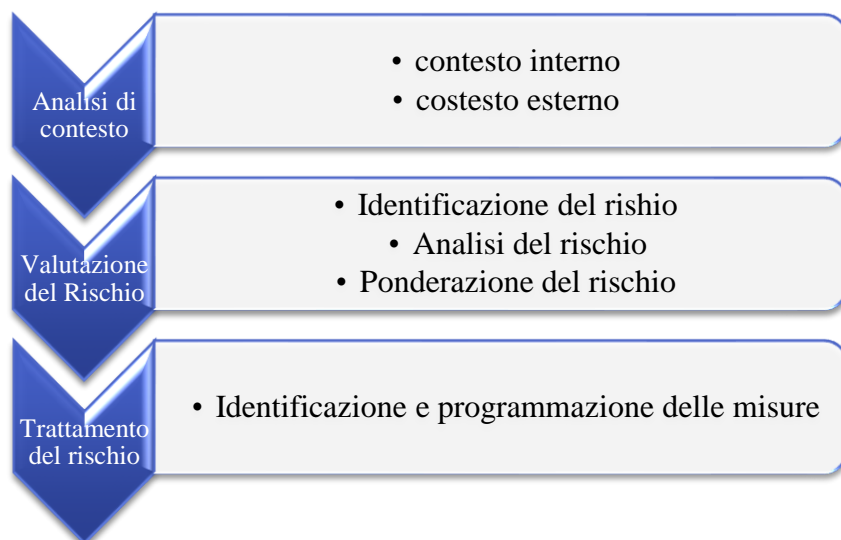 Analisi di
contesto
• contesto interno
• costesto esterno
Valutazione
del Rischio
• Identificazione del rishio
• Analisi del rischio
• Ponderazione del rischio
Trattamento
del rischio
• Identificazione e programmazione delle misure